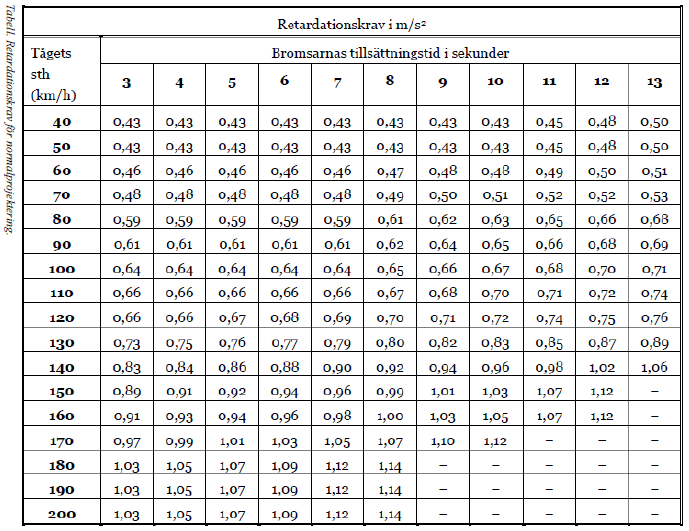 Tabell. Retardationskrav för normalprojektering.
Retardationskrav i m/s²
Tågets sth (km/h) Bromsarnas tillsättningstid i sekunder
3 4 5 6 7 8 9 10 11 12 13
40 0,43 0,43 0,43 0,43 0,43 0,43 0,43 0,43 0,45 0,48 0,50
50 0,43 0,43 0,43 0,43 0,43 0,43 0,43 0,43 0,45 0,48 0,50
60 0,46 0,46 0,46 0,46 0,46 0,47 0,48 0,48 0,49 0,50 0,51
70 0,48 0,48 0,48 0,48 0,48 0,49 0,50 0,51 0,52 0,52 0,53
80 0,59 0,59 0,59 0,59 0,59 0,61 0,62 0,63 0,65 0,66 0,68
90 0,61 0,61 0,61 0,61 0,61 0,62 0,64 0,65 0,66 0,68 0,69
100 0,64 0,64 0,64 0,64 0,64 0,65 0,66 0,67 0,68 0,70 0,71
110 0,66 0,66 0,66 0,66 0,66 0,67 0,68 0,70 0,71 0,72 0,74
120 0,66 0,66 0,67 0,68 0,69 0,70 0,71 0,72 0,74 0,75 0,76
130 0,73 0,75 0,76 0,77 0,79 0,80 0,82 0,83 0,85 0,87 0,89
140 0,83 0,84 0,86 0,88 0,90 0,92 0,94 0,96 0,98 1,02 1,06
150 0,89 0,91 0,92 0,94 0,96 0,99 1,01 1,03 1,07 1,12 –
160 0,91 0,93 0,94 0,96 0,98 1,00 1,03 1,05 1,07 1,12 –
170 0,97 0,99 1,01 1,03 1,05 1,07 1,10 1,12 – – –
180 1,03 1,05 1,07 1,09 1,12 1,14 – – – – –
190 1,03 1,05 1,07 1,09 1,12 1,14 – – – – –
200 1,03 1,05 1,07 1,09 1,12 1,14 – – – – –